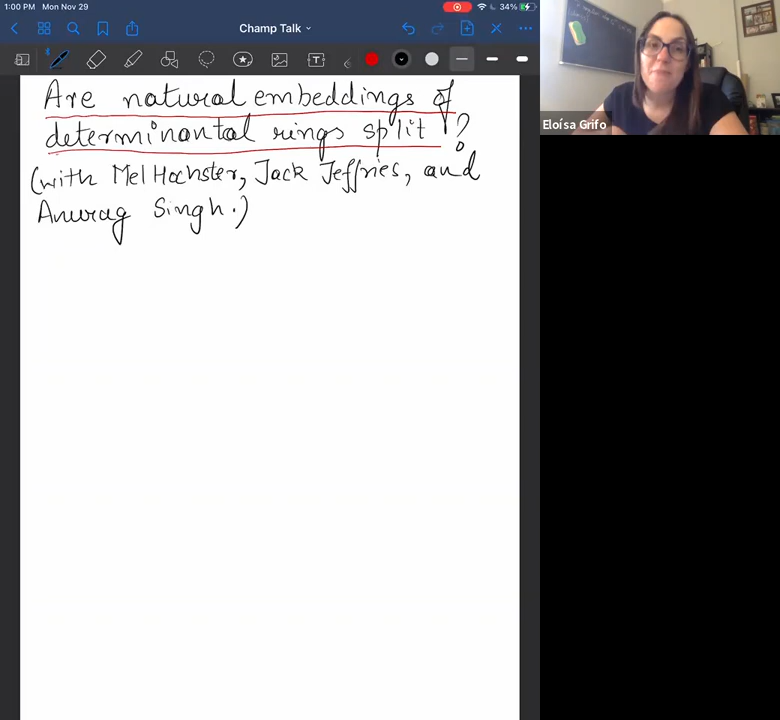 1:00 PM Mon Nov 29
34%
Champ Talk
T
Are natural embeddings of
determinantal rings split?
(with Mel Hochster, Jack Jeffries, and
Anurag Singh.)
Eloísa Grifo